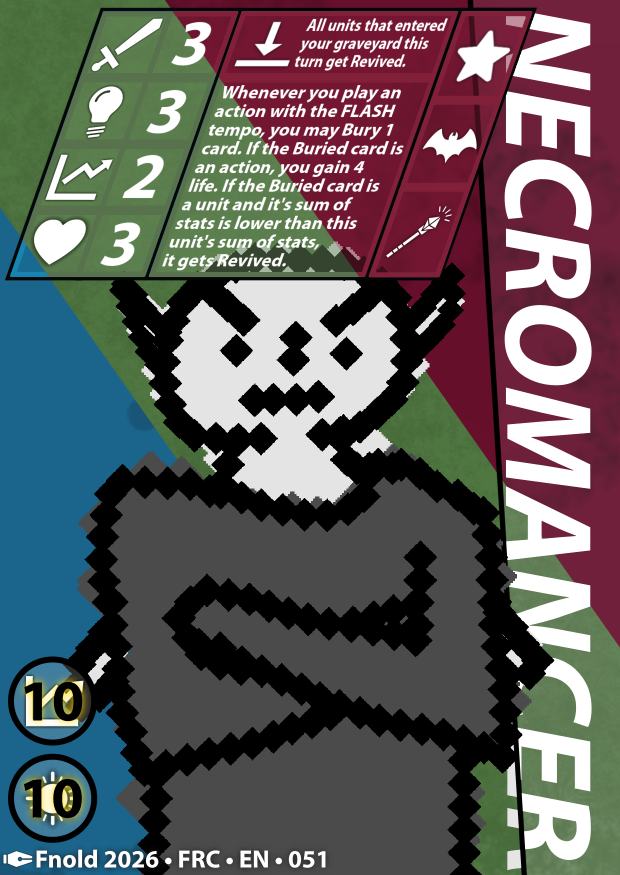 3
3
2
3
All units that entered
your graveyard this
turn get Revived.
Whenever you play an
action with the FLASH
tempo, you may Bury 1
card. If the Buried card is
an action, you gain 4
life. If the Buried card is
a unit and it's sum of
stats is lower than this
unit's sum of stats,
it gets Revived.
NECROMANCER
10
10
Fnold 2026 • FRC • EN • 051